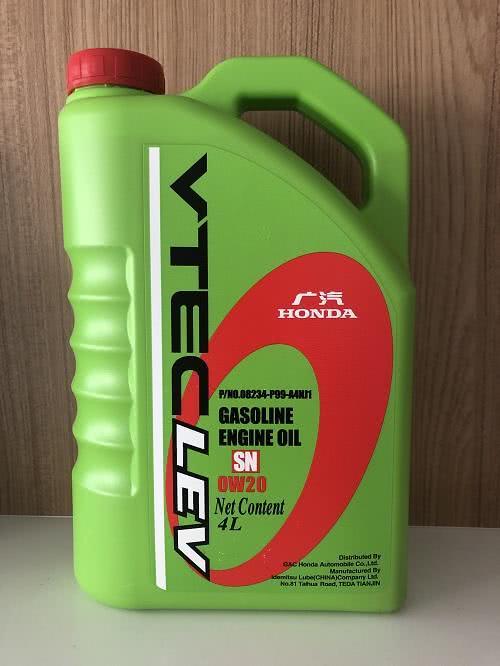 VTEC LEV
广汽
HONDA
P/NO.08234-P99-A4NJ1
GASOLINE
ENGINE OIL
SN
0W20
Net Content
4L
Distributed By
GAC Honda Automobile Co.,Ltd.
Manufactured By
Idemitsu Lube(CHINA)Company Ltd.
No.81 Taihua Road, TEDA TIANJIN